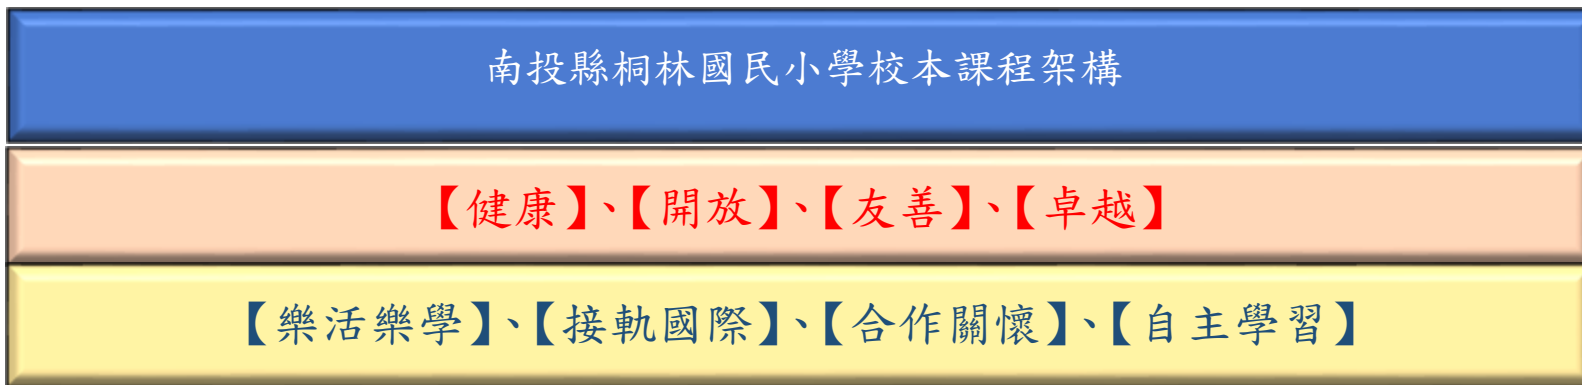 南投縣桐林國民小學校本課程架構
【健康】、【開放】、【友善】、【卓越】
【樂活樂學】、【接軌國際】、【合作關懷】、【自主學習】